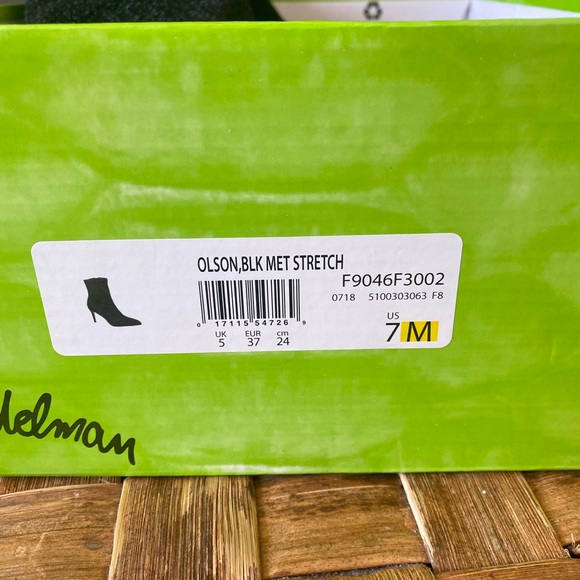 OLSON,BLK MET STRETCH
F9046F3002
0718 5100303063 F8
0 17115 54726 9
UK EUR cm
5 37 24
US
7 M
delman